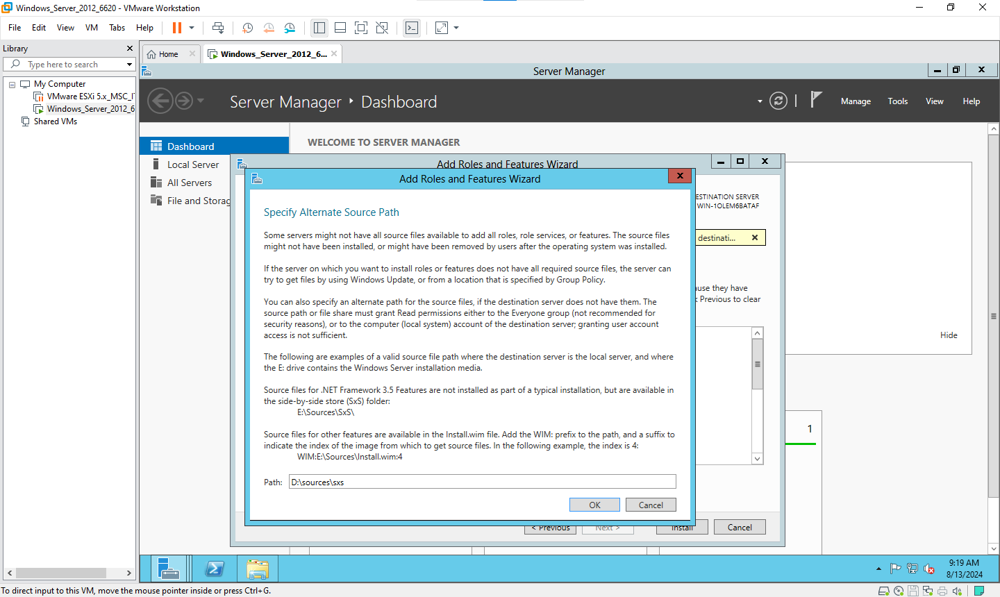 Windows_Server_2012_6620 - VMware Workstation
File Edit View VM Tabs Help
Library
Type here to search
My Computer
VMware ESXi 5.x_MSC_I
Windows_Server_2012_6
Shared VMs
Home
Windows_Server_2012_6...
Server Manager
Server Manager Dashboard
Manage Tools View Help
Dashboard
Local Server
All Servers
File and Storag
WELCOME TO SERVER MANAGER
Add Roles and Features Wizard
ESTINATION SERVER
WIN-1OLEM6BATAF
destinati...
use they have
Previous to clear
Hide
1
Add Roles and Features Wizard
Specify Alternate Source Path
Some servers might not have all source files available to add all roles, role services, or features. The source files
might not have been installed, or might have been removed by users after the operating system was installed.
If the server on which you want to install roles or features does not have all required source files, the server can
try to get files by using Windows Update, or from a location that is specified by Group Policy.
You can also specify an alternate path for the source files, if the destination server does not have them. The
source path or file share must grant Read permissions either to the Everyone group (not recommended for
security reasons), or to the computer (local system) account of the destination server; granting user account
access is not sufficient.
The following are examples of a valid source file path where the destination server is the local server, and where
the E: drive contains the Windows Server installation media.
Source files for .NET Framework 3.5 Features are not installed as part of a typical installation, but are available in
the side-by-side store (SxS) folder:
E:\Sources\SxS\
Source files for other features are available in the Install.wim file. Add the WIM: prefix to the path, and a suffix to
indicate the index of the image from which to get source files. In the following example, the index is 4:
WIM:E:\Sources\Install.wim:4
Path: D:\sources\sxs
OK Cancel
< Previous Next > Install Cancel
9:19 AM
8/13/2024
To direct input to this VM, move the mouse pointer inside or press Ctrl+G.